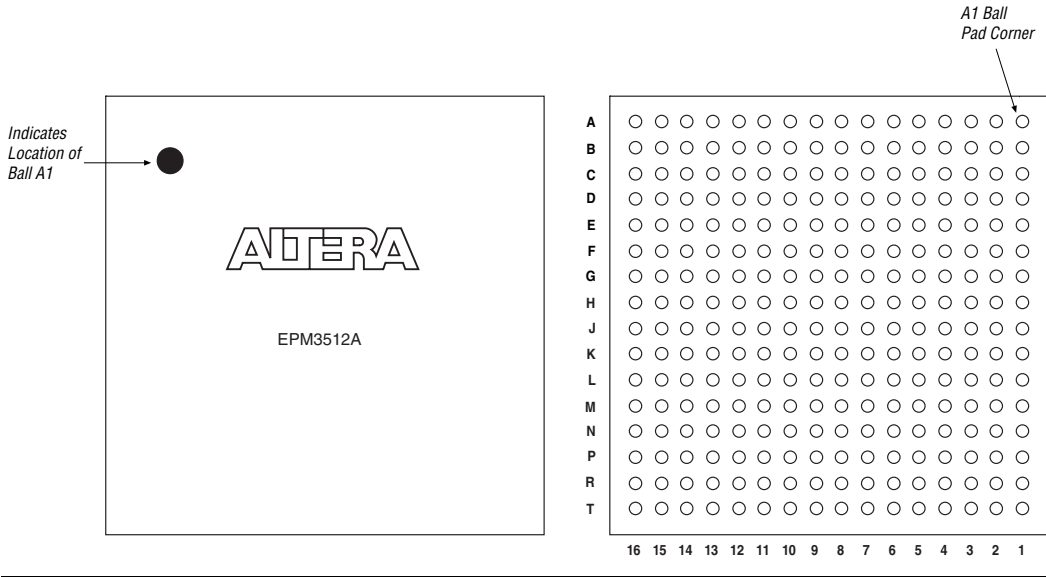 A1 Ball
Pad Corner
Indicates
Location of
Ball A1
ALTERA
EPM3512A
A
B
C
D
E
F
G
H
J
K
L
M
N
P
R
T
16 15 14 13 12 11 10 9 8 7 6 5 4 3 2 1